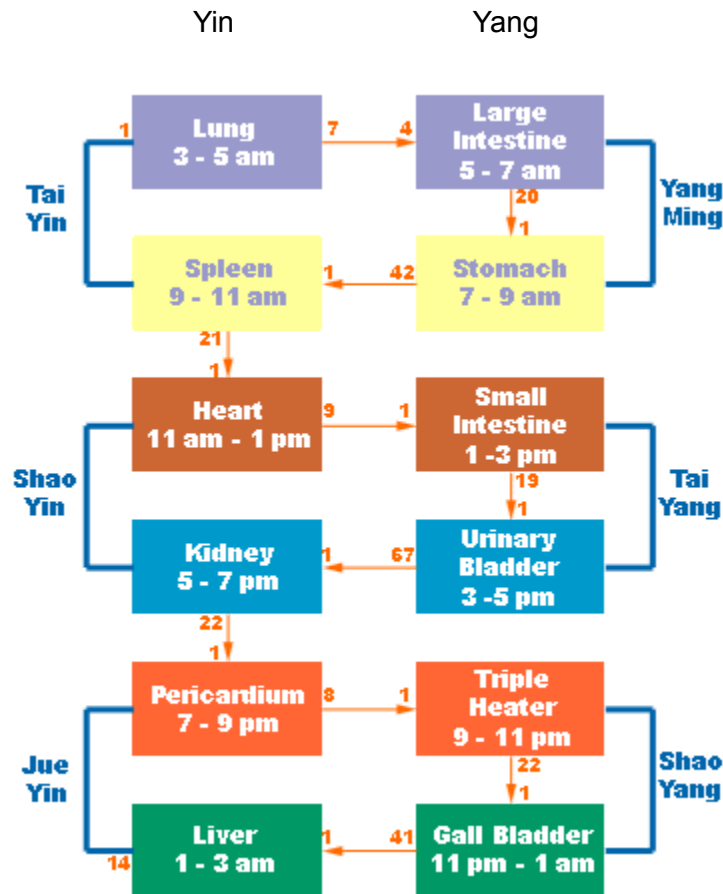 Yin
Yang
1
Lung
3 - 5 am
7
4
Large
Intestine
5 - 7 am
Tai
Yin
20
1
Yang
Ming
Spleen
9 - 11 am
1
42
Stomach
7 - 9 am
21
1
Heart
11 am - 1 pm
9
1
Small
Intestine
1 -3 pm
Shao
Yin
19
1
Tai
Yang
Kidney
5 - 7 pm
1
67
Urinary
Bladder
3 -5 pm
22
1
Pericardium
7 - 9 pm
8
1
Triple
Heater
9 - 11 pm
Jue
Yin
22
1
Shao
Yang
14
Liver
1 - 3 am
1
41
Gall Bladder
11 pm - 1 am